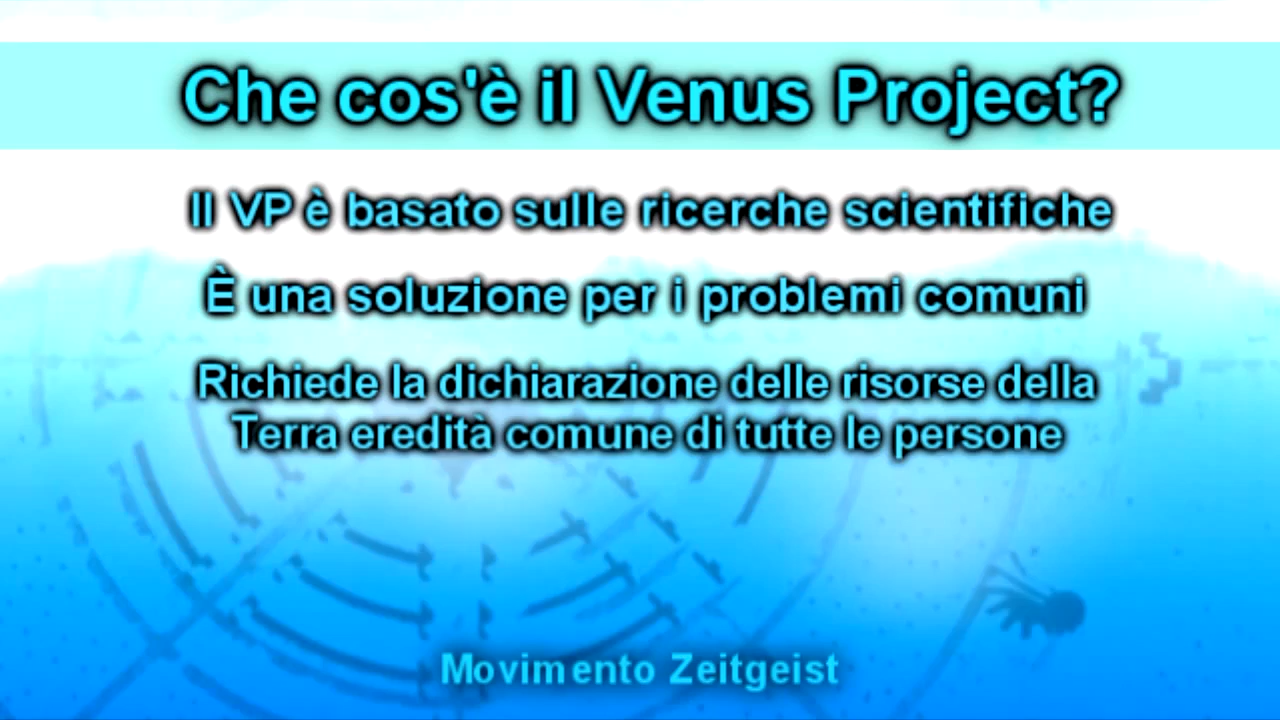 Che cos'è il Venus Project?
Il VP è basato sulle ricerche scientifiche
È una soluzione per i problemi comuni
Richiede la dichiarazione delle risorse della
Terra eredità comune di tutte le persone
Movimento Zeitgeist